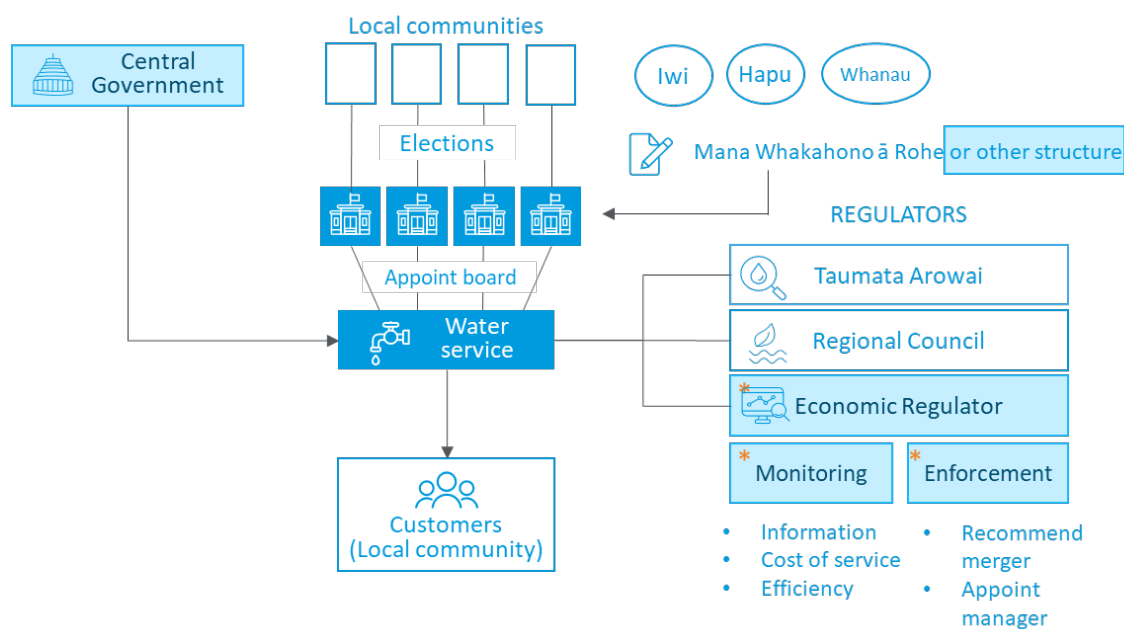 Local communities
Central
Government
Iwi
Hapu
Whanau
Elections
Mana Whakahono ā Rohe or other structure
REGULATORS
Appoint board
Taumata Arowai
Water
service
Regional Council
* Economic Regulator
* Monitoring
* Enforcement
Customers
(Local community)
• Information
• Cost of service
• Efficiency
• Recommend
merger
• Appoint
manager